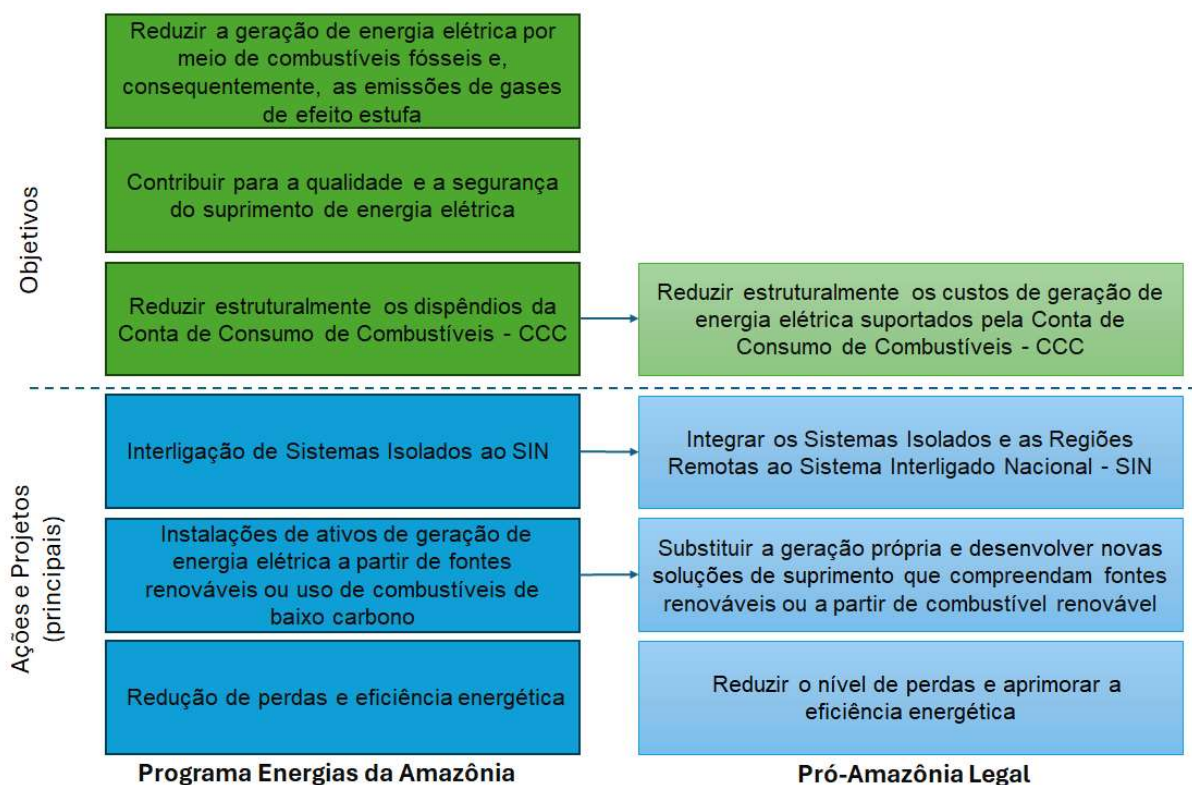 Reduzir a geração de energia elétrica por
meio de combustíveis fósseis e,
consequentemente, as emissões de gases
de efeito estufa
Contribuir para a qualidade e a segurança
do suprimento de energia elétrica
Objetivos
Reduzir estruturalmente os dispêndios da
Conta de Consumo de Combustíveis - CCC
Reduzir estruturalmente os custos de geração de
energia elétrica suportados pela Conta de
Consumo de Combustíveis - CCC
Interligação de Sistemas Isolados ao SIN
Integrar os Sistemas Isolados e as Regiões
Remotas ao Sistema Interligado Nacional - SIN
Ações e Projetos
(principais)
Instalações de ativos de geração de
energia elétrica a partir de fontes
renováveis ou uso de combustíveis de
baixo carbono
Substituir a geração própria e desenvolver novas
soluções de suprimento que compreendam fontes
renováveis ou a partir de combustível renovável
Redução de perdas e eficiência energética
Reduzir o nível de perdas e aprimorar a
eficiência energética
Programa Energias da Amazônia
Pró-Amazônia Legal